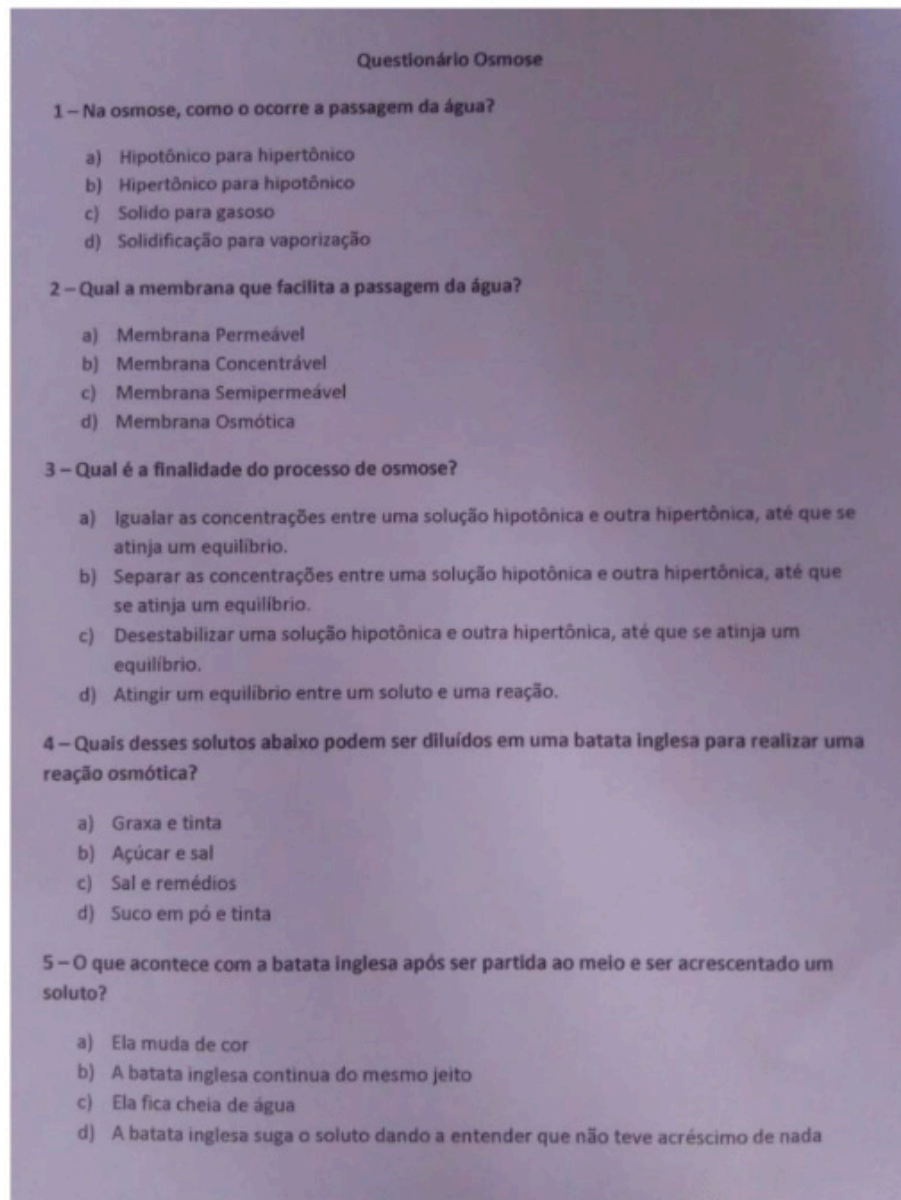 Questionário Osmose
1 – Na osmose, como o ocorre a passagem da água?
a) Hipotônico para hipertônico
b) Hipertônico para hipotônico
c) Solido para gasoso
d) Solidificação para vaporização
2 – Qual a membrana que facilita a passagem da água?
a) Membrana Permeável
b) Membrana Concentrável
c) Membrana Semipermeável
d) Membrana Osmótica
3 – Qual é a finalidade do processo de osmose?
a) Igualar as concentrações entre uma solução hipotônica e outra hipertônica, até que se
atinja um equilíbrio.
b) Separar as concentrações entre uma solução hipotônica e outra hipertônica, até que
se atinja um equilíbrio.
c) Desestabilizar uma solução hipotônica e outra hipertônica, até que se atinja um
equilíbrio.
d) Atingir um equilíbrio entre um soluto e uma reação.
4 – Quais desses solutos abaixo podem ser diluídos em uma batata inglesa para realizar uma
reação osmótica?
a) Graxa e tinta
b) Açúcar e sal
c) Sal e remédios
d) Suco em pó e tinta
5 – O que acontece com a batata inglesa após ser partida ao meio e ser acrescentado um
soluto?
a) Ela muda de cor
b) A batata inglesa continua do mesmo jeito
c) Ela fica cheia de água
d) A batata inglesa suga o soluto dando a entender que não teve acréscimo de nada